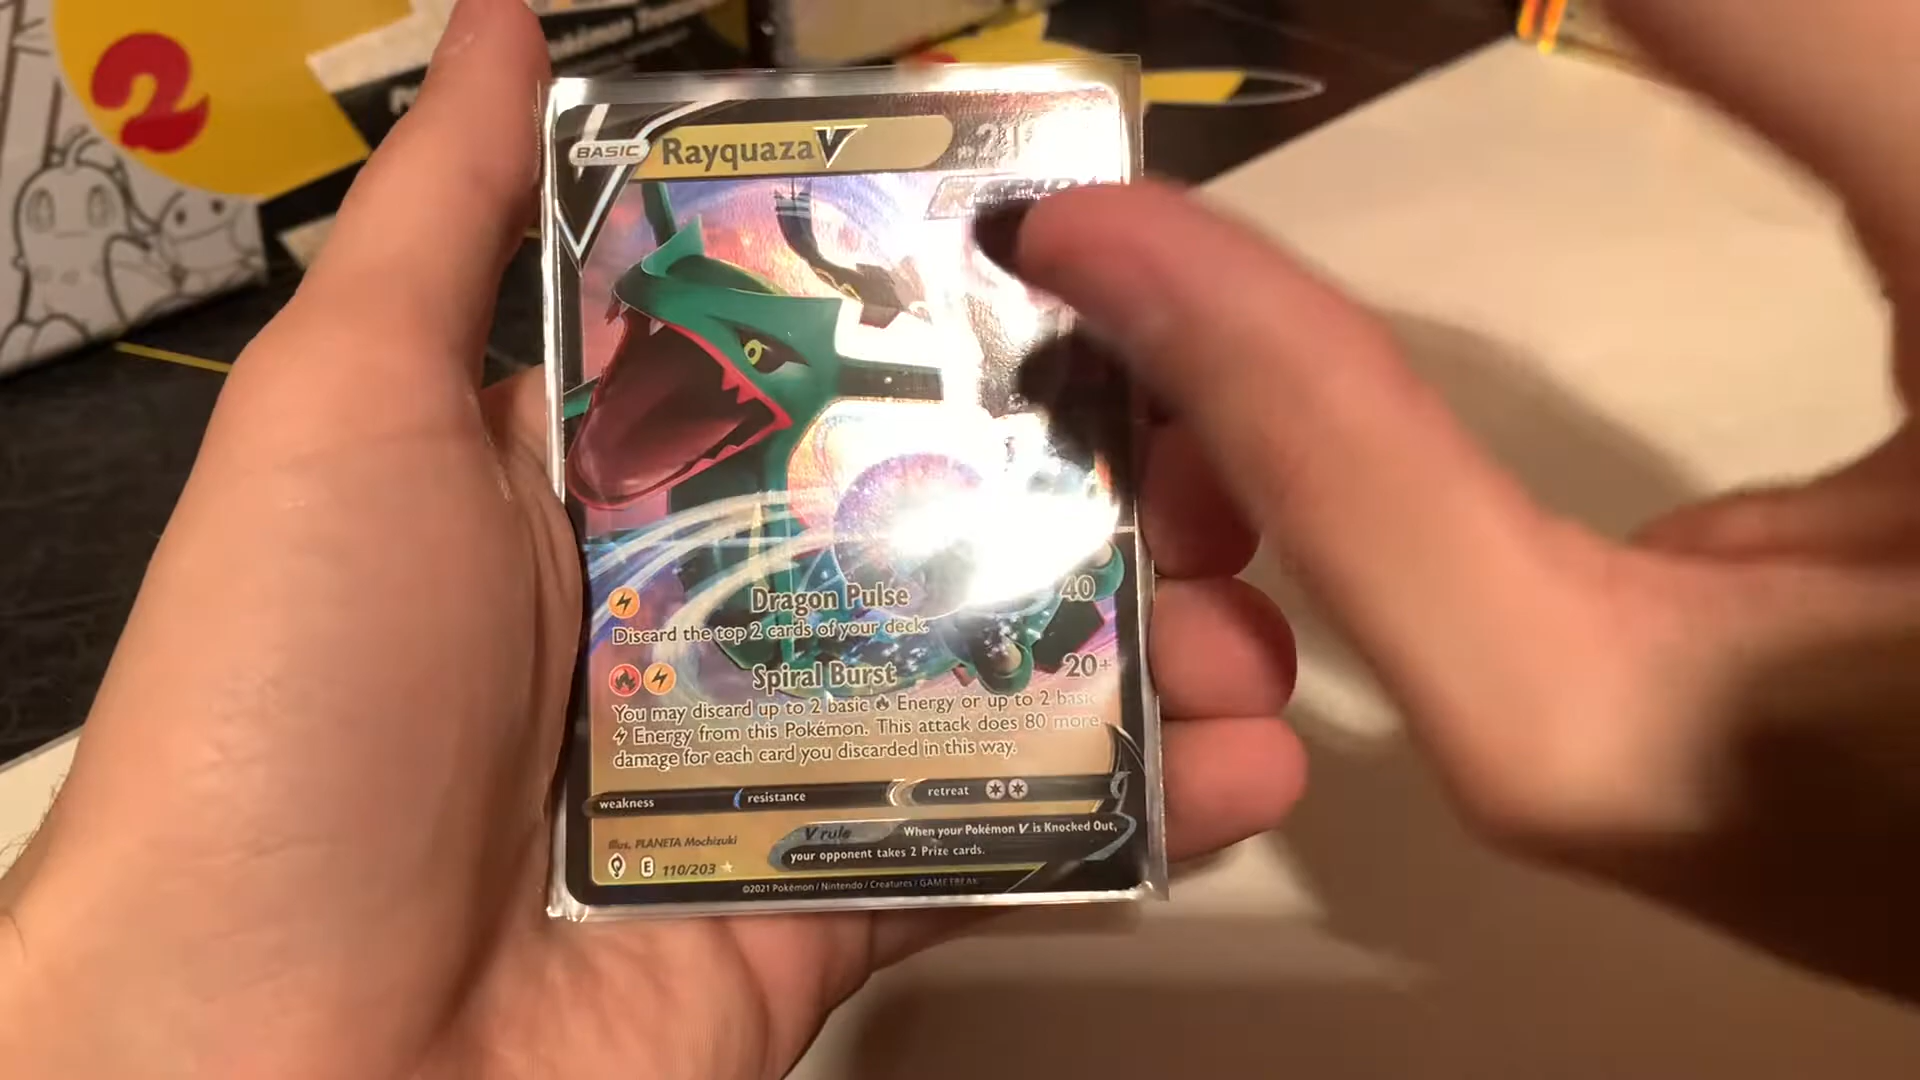 2
BASIC Rayquaza V
Dragon Pulse 40
Discard the top 2 cards of your deck.
Spiral Burst 20+
You may discard up to 2 basic Energy or up to 2 basic
Energy from this Pokémon. This attack does 80 more
damage for each card you discarded in this way.
weakness resistance retreat
Illus. PLANETA Mochizuki
V rule When your Pokémon V is Knocked Out,
your opponent takes 2 Prize cards.
E 110/203
©2021 Pokémon / Nintendo / Creatures / GAME FREAK